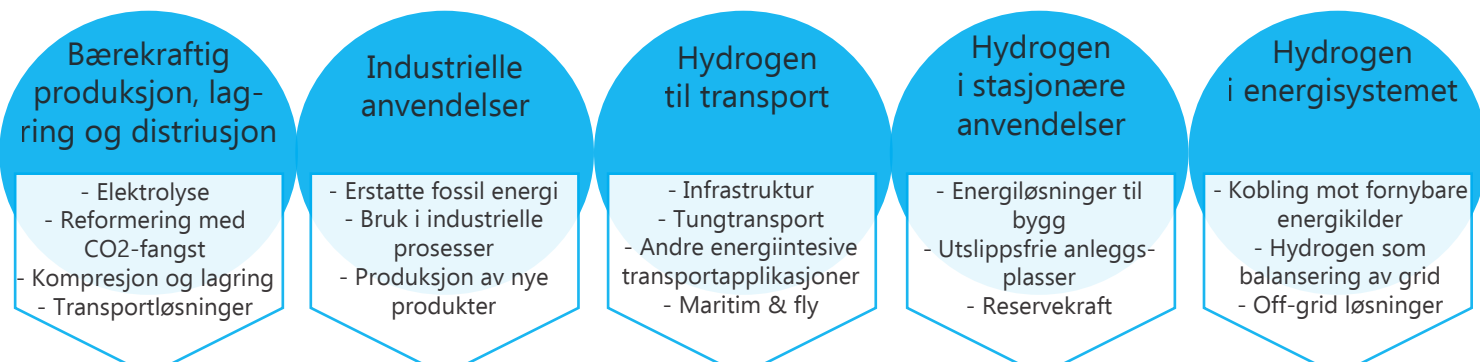 Bærekraftig
produksjon, lag-
ring og distriusjon
- Elektrolyse
- Reformering med
CO2-fangst
- Kompresjon og lagring
- Transportløsninger
Industrielle
anvendelser
- Erstatte fossil energi
- Bruk i industrielle
prosesser
- Produksjon av nye
produkter
Hydrogen
til transport
- Infrastruktur
- Tungtransport
- Andre energiintesive
transportapplikasjoner
- Maritim & fly
Hydrogen
i stasjonære
anvendelser
- Energiløsninger til
bygg
- Utslippsfrie anleggs-
plasser
- Reservekraft
Hydrogen
i energisystemet
- Kobling mot fornybare
energikilder
- Hydrogen som
balansering av grid
- Off-grid løsninger